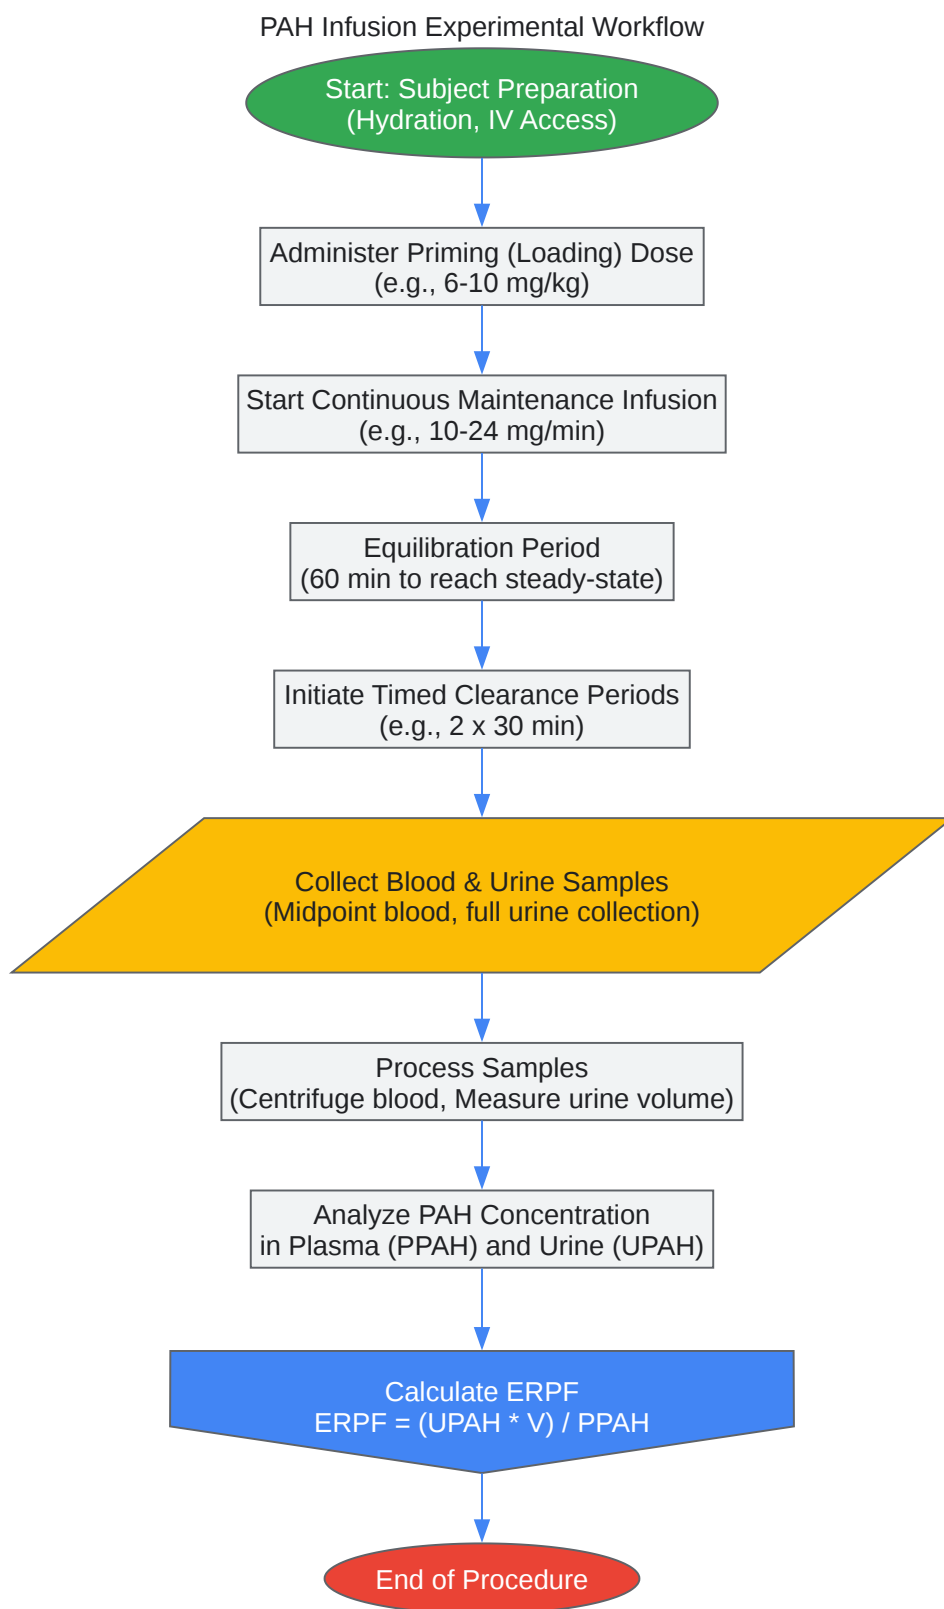 PAH Infusion Experimental Workflow
Start: Subject Preparation
(Hydration, IV Access)
Administer Priming (Loading) Dose
(e.g., 6-10 mg/kg)
Start Continuous Maintenance Infusion
(e.g., 10-24 mg/min)
Equilibration Period
(60 min to reach steady-state)
Initiate Timed Clearance Periods
(e.g., 2 x 30 min)
Collect Blood & Urine Samples
(Midpoint blood, full urine collection)
Process Samples
(Centrifuge blood, Measure urine volume)
Analyze PAH Concentration
in Plasma (PPAH) and Urine (UPAH)
Calculate ERPF
ERPF = (UPAH * V) / PPAH
End of Procedure